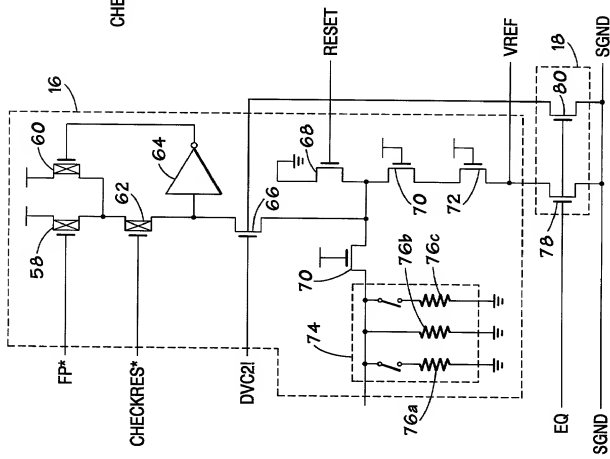 CHE
16
RESET
VREF
18
SGND
60
64
68
80
58
62
66
70
72
78
70
76b
76c
74
76a
FP*
CHECKRES*
DVC2!
EQ
SGND